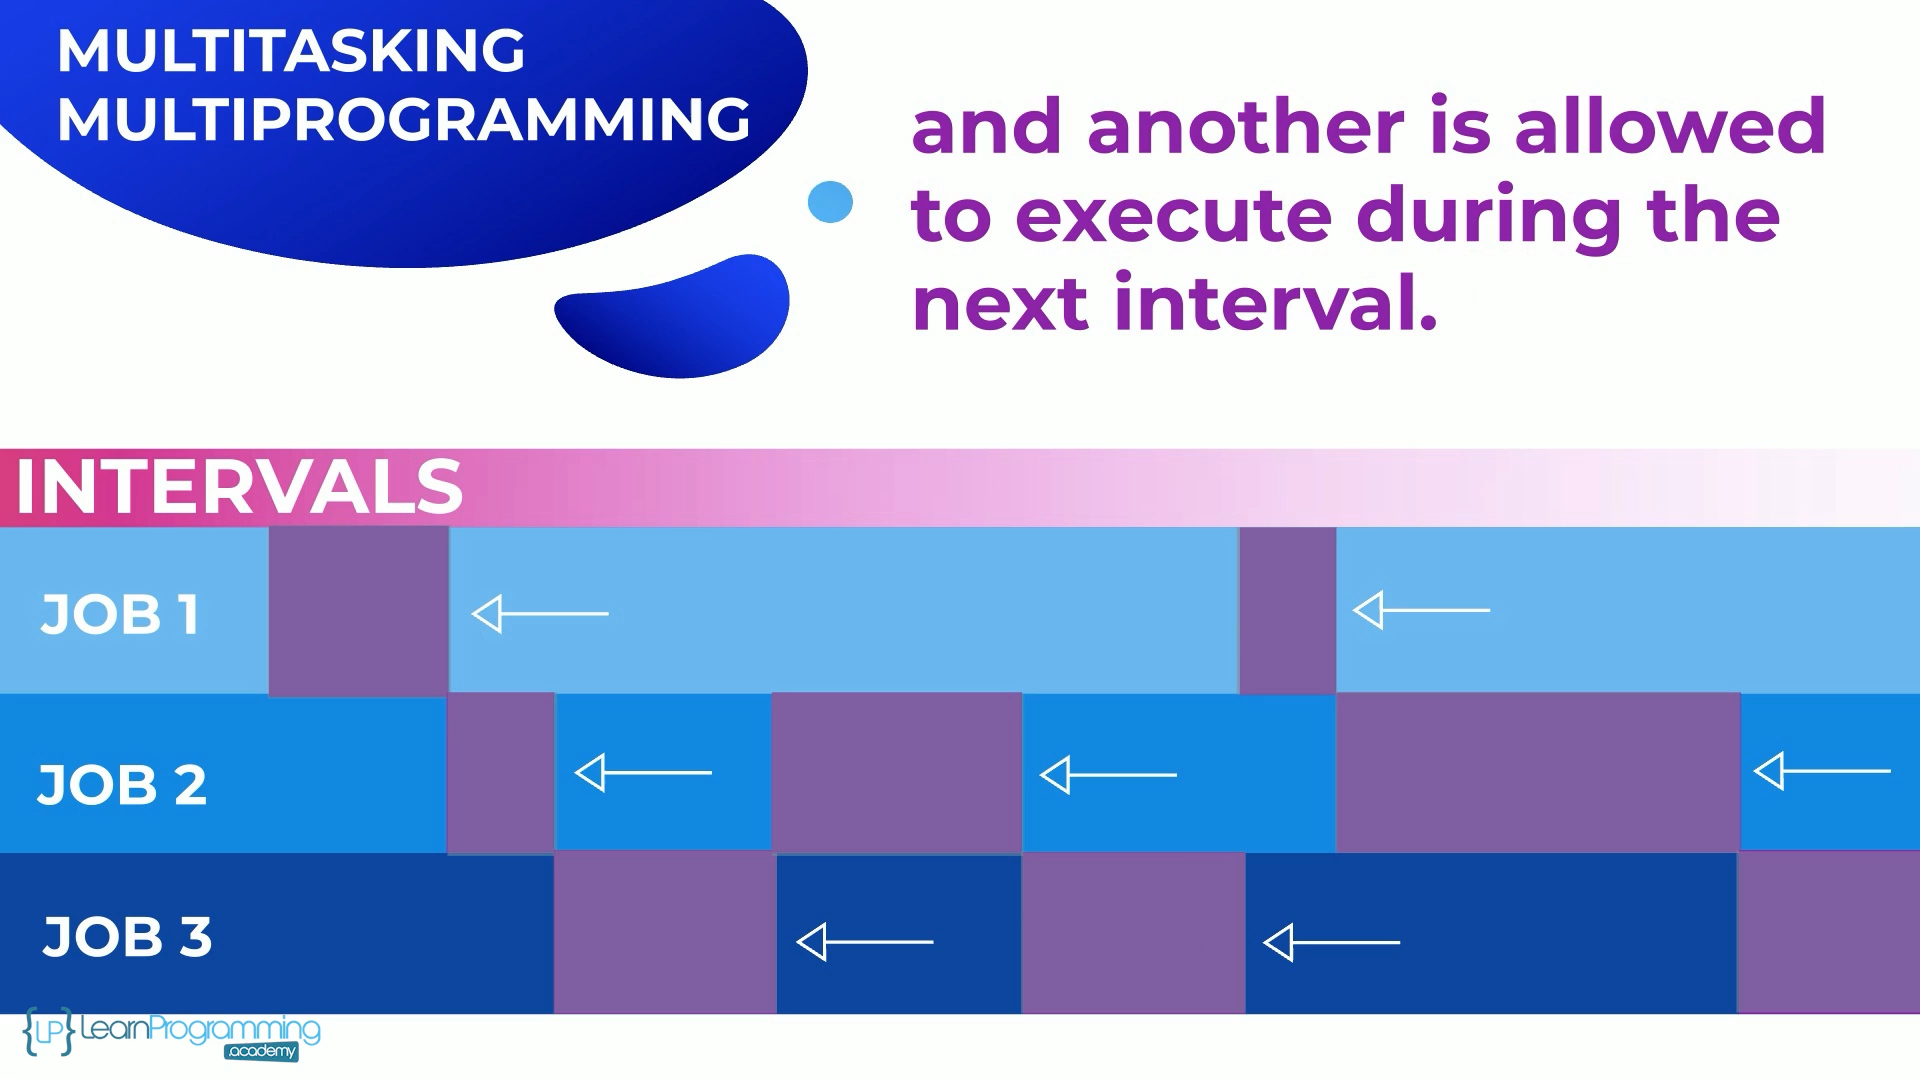 MULTITASKING
MULTIPROGRAMMING
and another is allowed
to execute during the
next interval.
INTERVALS
JOB 1
JOB 2
JOB 3
{LP} LearnProgramming
.academy